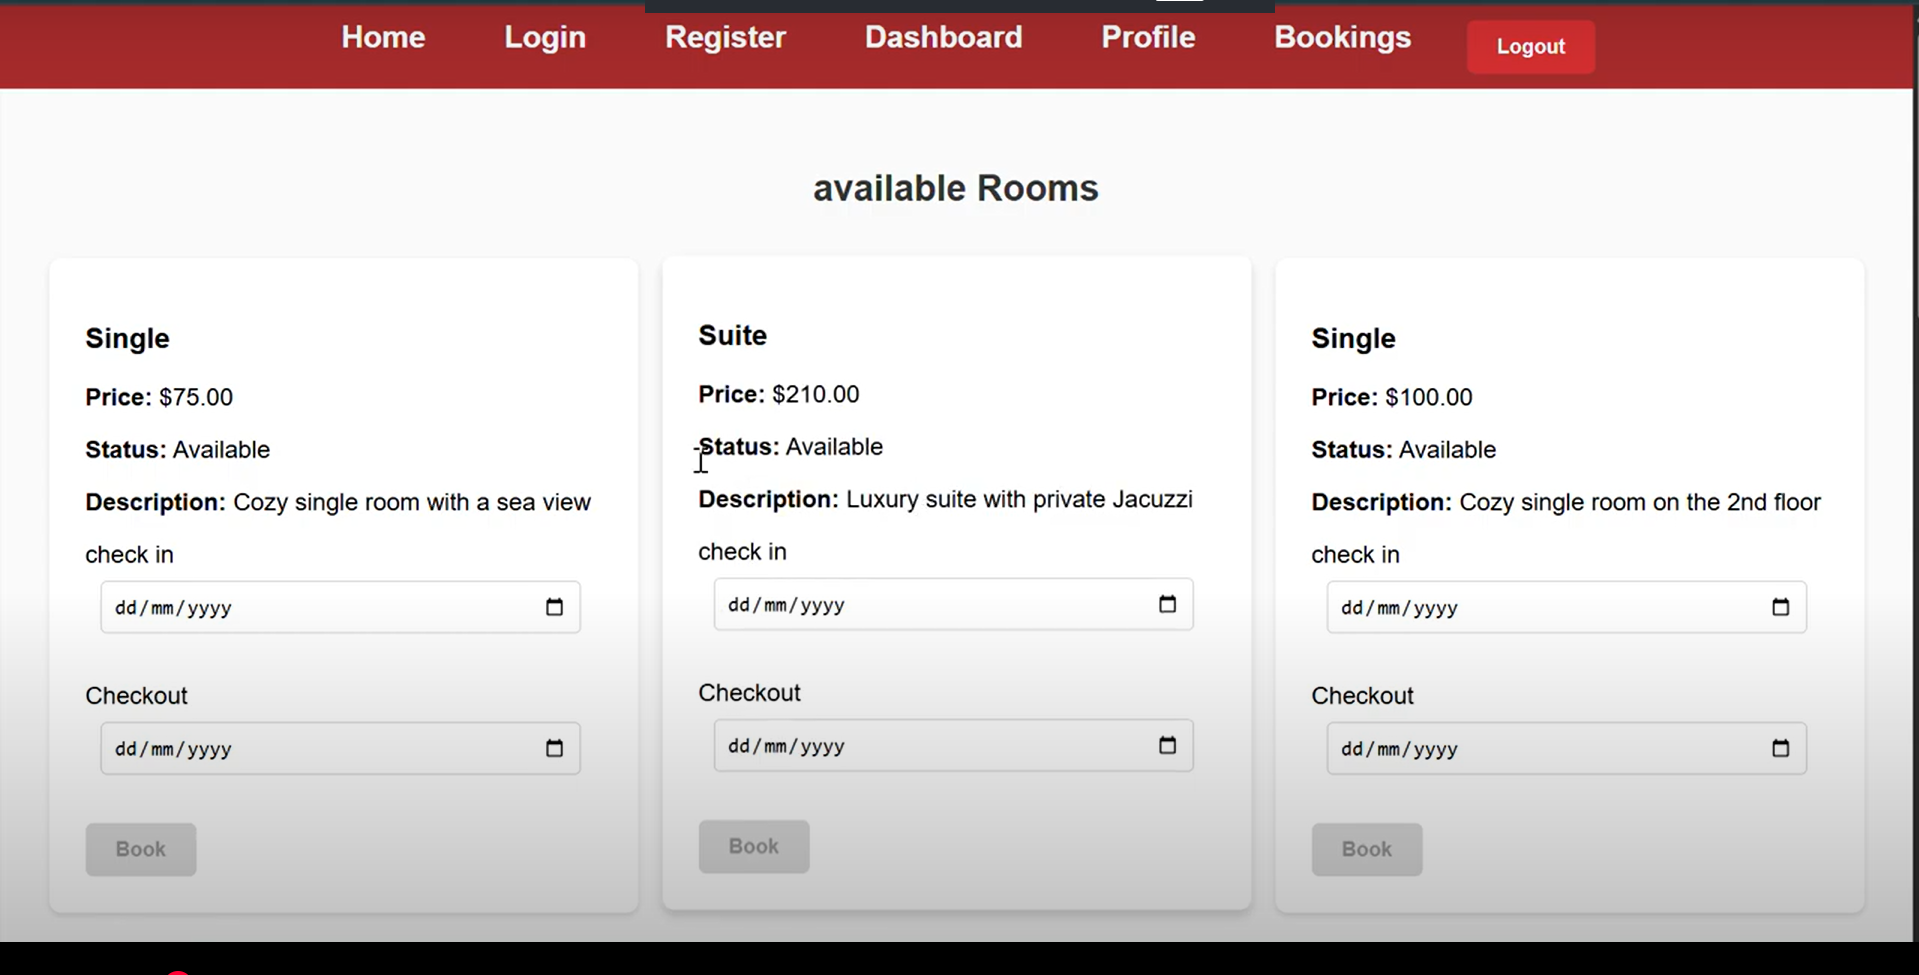 Home Login Register Dashboard Profile Bookings Logout
available Rooms
Single
Price: $75.00
Status: Available
Description: Cozy single room with a sea view
check in
dd/mm/yyyy
Checkout
dd/mm/yyyy
Book
Suite
Price: $210.00
Status: Available
Description: Luxury suite with private Jacuzzi
check in
dd/mm/yyyy
Checkout
dd/mm/yyyy
Book
Single
Price: $100.00
Status: Available
Description: Cozy single room on the 2nd floor
check in
dd/mm/yyyy
Checkout
dd/mm/yyyy
Book